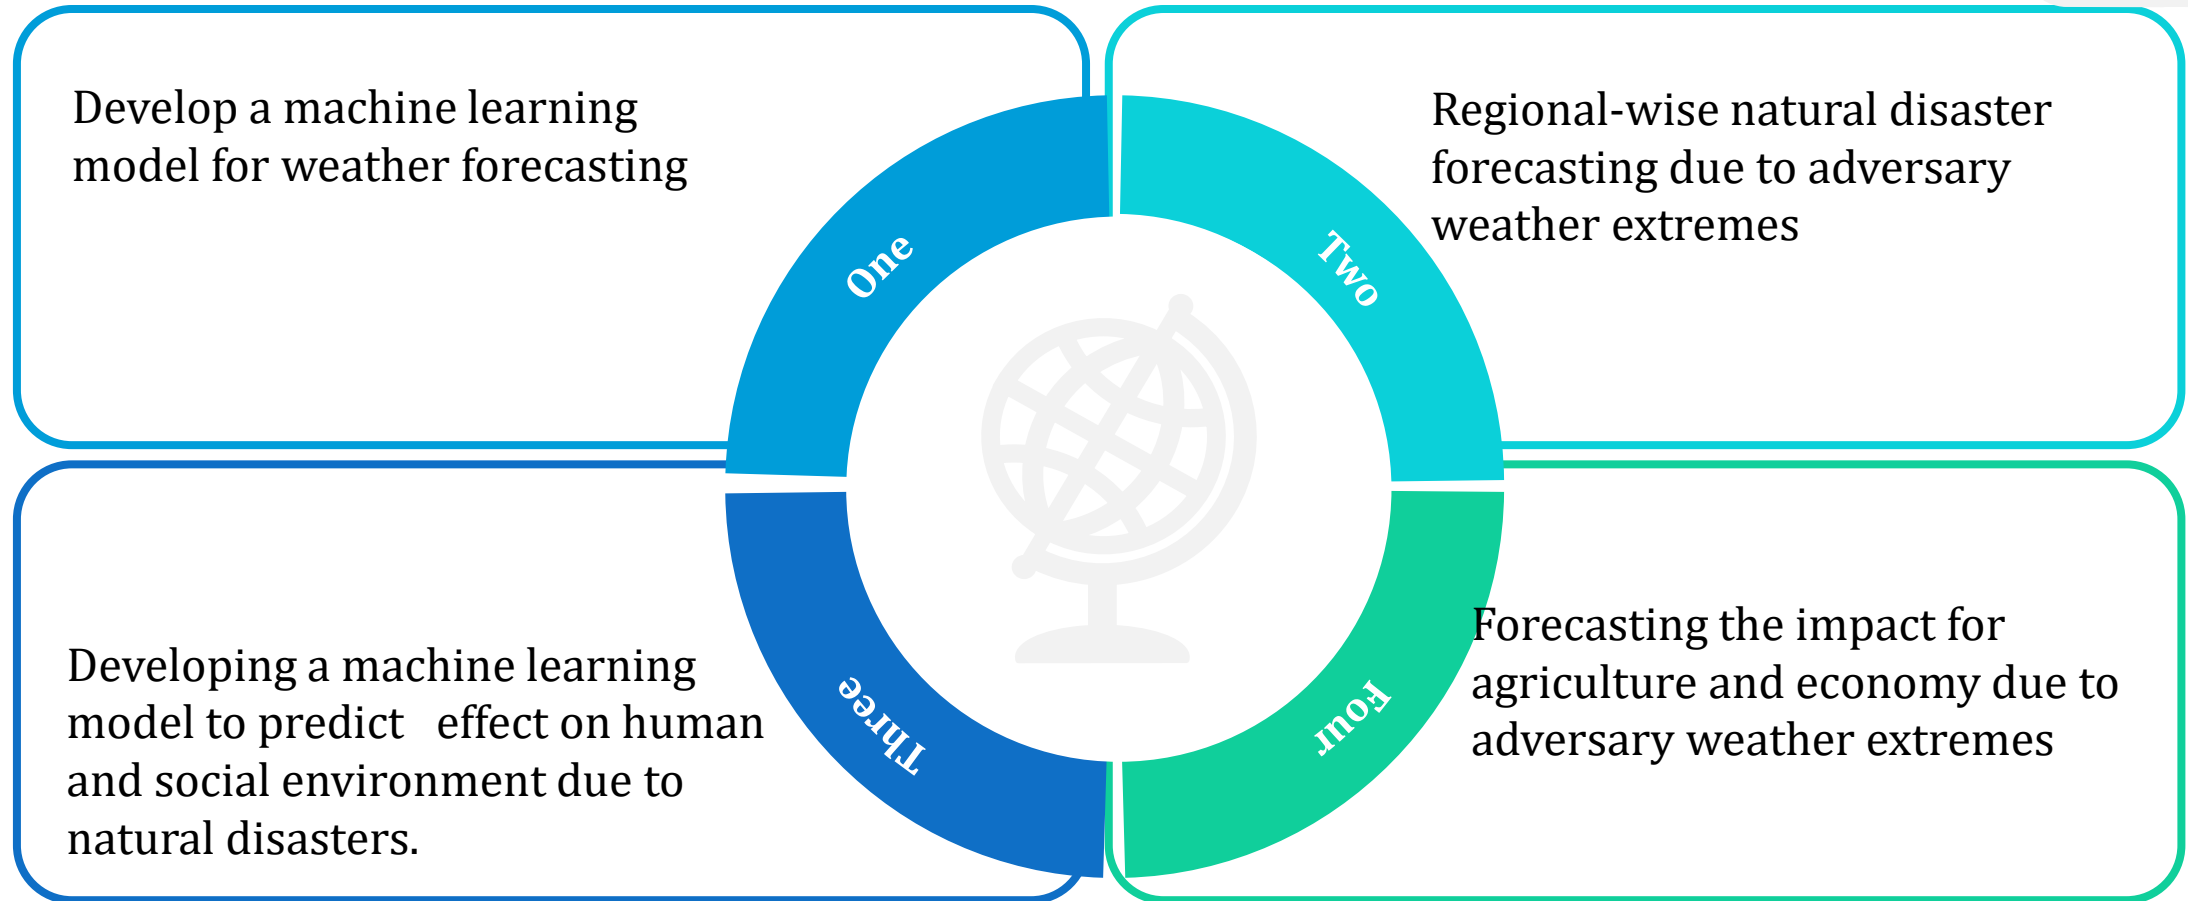 Develop a machine learning
model for weather forecasting
One
Regional-wise natural disaster
forecasting due to adversary
weather extremes
Two
Developing a machine learning
model to predict   effect on human
and social environment due to
natural disasters.
Three
Forecasting the impact for
agriculture and economy due to
adversary weather extremes
Four